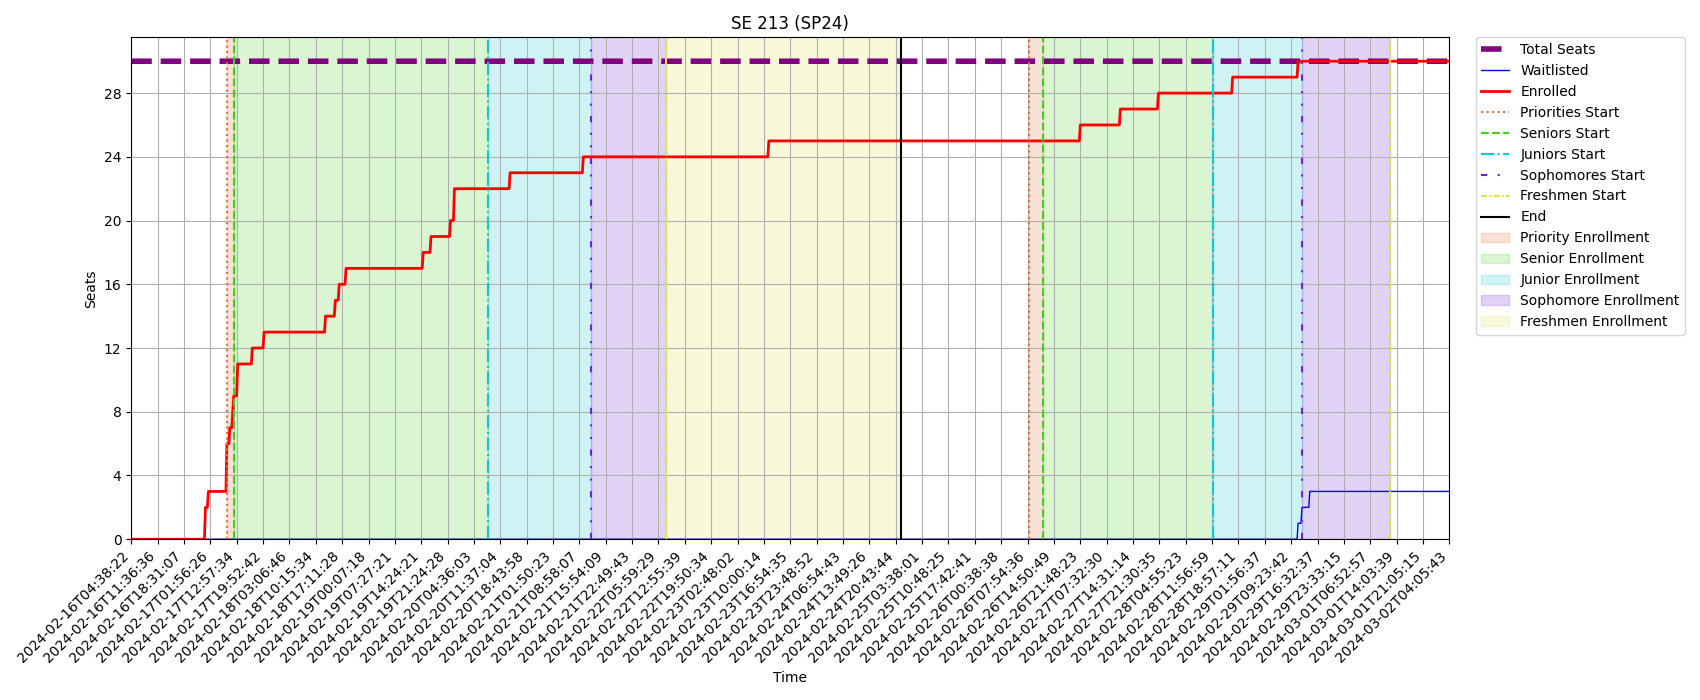 SE 213 (SP24)
Total Seats
Waitlisted
Enrolled
Priorities Start
Seniors Start
Juniors Start
Sophomores Start
Freshmen Start
End
Priority Enrollment
Senior Enrollment
Junior Enrollment
Sophomore Enrollment
Freshmen Enrollment
Seats
28
24
20
16
12
8
4
0
2024-02-16T04:38:22
2024-02-16T11:36:36
2024-02-16T18:31:07
2024-02-17T01:56:26
2024-02-17T12:57:34
2024-02-17T19:52:42
2024-02-18T03:06:46
2024-02-18T10:15:34
2024-02-18T17:11:28
2024-02-19T00:07:18
2024-02-19T07:27:21
2024-02-19T14:24:21
2024-02-19T21:24:28
2024-02-20T04:36:03
2024-02-20T11:37:04
2024-02-20T18:43:58
2024-02-21T01:50:23
2024-02-21T08:58:07
2024-02-21T15:54:09
2024-02-21T22:49:43
2024-02-22T05:59:29
2024-02-22T12:55:39
2024-02-22T19:50:34
2024-02-23T02:48:02
2024-02-23T10:00:14
2024-02-23T16:54:35
2024-02-23T23:48:52
2024-02-24T06:54:43
2024-02-24T13:49:26
2024-02-24T20:43:44
2024-02-25T03:38:01
2024-02-25T10:48:25
2024-02-25T17:42:41
2024-02-26T00:38:38
2024-02-26T07:54:36
2024-02-26T14:50:49
2024-02-26T21:48:23
2024-02-27T07:32:30
2024-02-27T14:31:14
2024-02-27T21:30:35
2024-02-28T04:55:23
2024-02-28T11:56:59
2024-02-28T18:57:11
2024-02-29T01:56:37
2024-02-29T09:23:42
2024-02-29T16:32:37
2024-02-29T23:33:15
2024-03-01T06:52:57
2024-03-01T14:03:39
2024-03-01T21:05:15
2024-03-02T04:05:43
Time